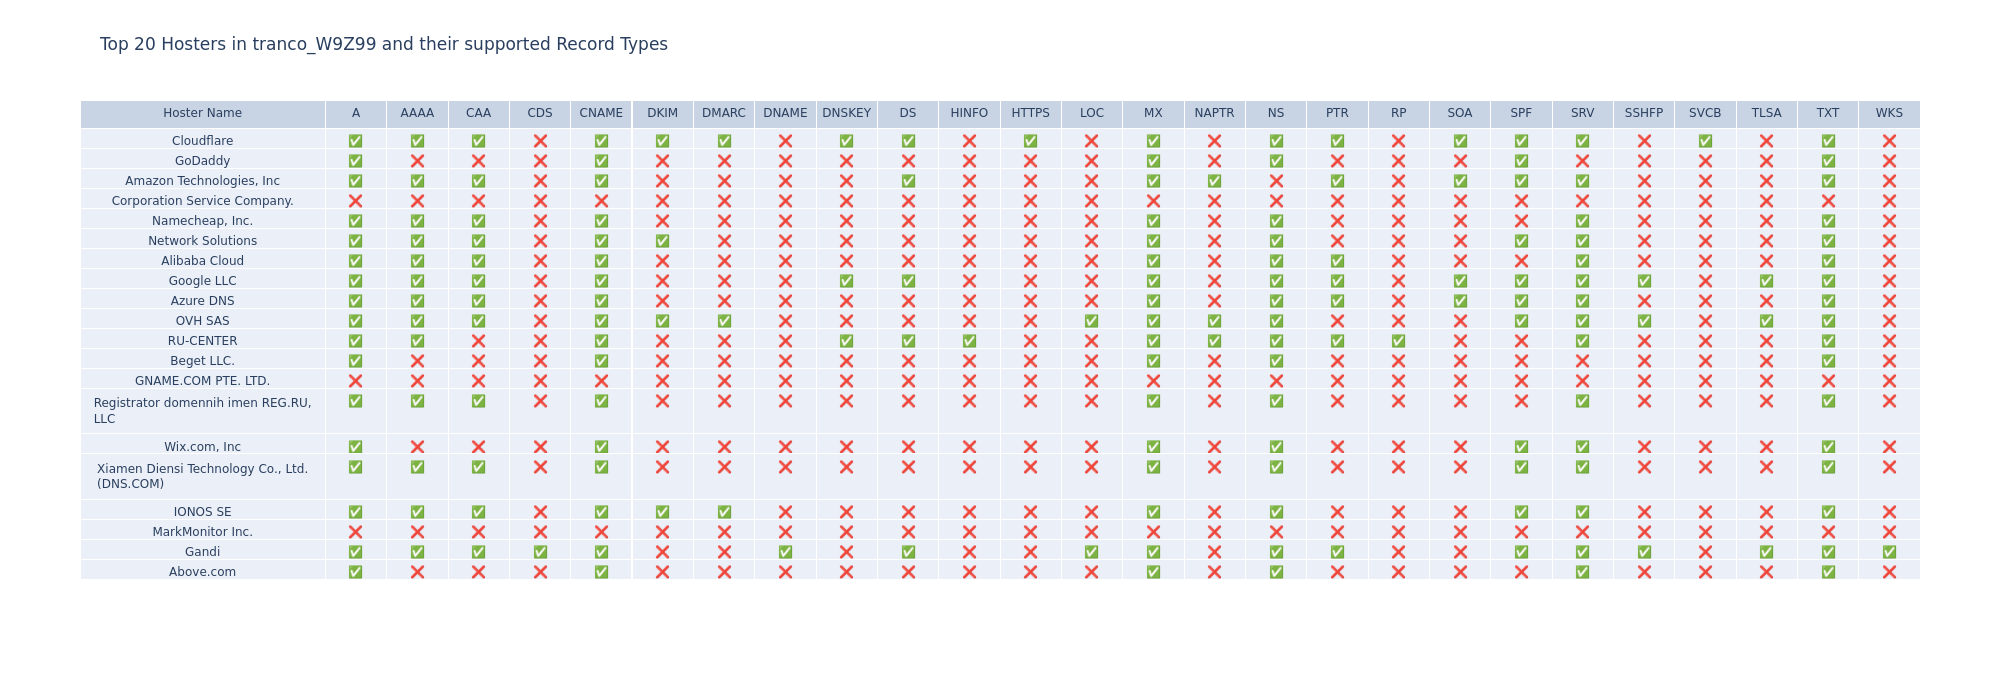 Top 20 Hosters in tranco_W9Z99 and their supported Record Types
Hoster Name A AAAA CAA CDS CNAME DKIM DMARC DNAME DNSKEY DS HINFO HTTPS LOC MX NAPTR NS PTR RP SOA SPF SRV SSHFP SVCB TLSA TXT WKS
Cloudflare ✅ ✅ ✅ ❌ ✅ ✅ ✅ ❌ ✅ ✅ ❌ ✅ ❌ ✅ ❌ ✅ ✅ ❌ ✅ ✅ ✅ ❌ ✅ ❌ ✅ ❌
GoDaddy ✅ ❌ ❌ ❌ ✅ ❌ ❌ ❌ ❌ ❌ ❌ ❌ ❌ ✅ ❌ ✅ ❌ ❌ ❌ ✅ ❌ ❌ ❌ ❌ ✅ ❌
Amazon Technologies, Inc ✅ ✅ ✅ ❌ ✅ ❌ ❌ ❌ ❌ ✅ ❌ ❌ ❌ ✅ ✅ ❌ ✅ ❌ ✅ ✅ ✅ ❌ ❌ ❌ ✅ ❌
Corporation Service Company. ❌ ❌ ❌ ❌ ❌ ❌ ❌ ❌ ❌ ❌ ❌ ❌ ❌ ❌ ❌ ❌ ❌ ❌ ❌ ❌ ❌ ❌ ❌ ❌ ❌ ❌
Namecheap, Inc. ✅ ✅ ✅ ❌ ✅ ❌ ❌ ❌ ❌ ❌ ❌ ❌ ❌ ✅ ❌ ✅ ❌ ❌ ❌ ❌ ✅ ❌ ❌ ❌ ✅ ❌
Network Solutions ✅ ✅ ✅ ❌ ✅ ✅ ❌ ❌ ❌ ❌ ❌ ❌ ❌ ✅ ❌ ✅ ❌ ❌ ❌ ✅ ✅ ❌ ❌ ❌ ✅ ❌
Alibaba Cloud ✅ ✅ ✅ ❌ ✅ ❌ ❌ ❌ ❌ ❌ ❌ ❌ ❌ ✅ ❌ ✅ ✅ ❌ ❌ ❌ ✅ ❌ ❌ ❌ ✅ ❌
Google LLC ✅ ✅ ✅ ❌ ✅ ❌ ❌ ❌ ✅ ✅ ❌ ❌ ❌ ✅ ❌ ✅ ✅ ❌ ✅ ✅ ✅ ✅ ❌ ✅ ✅ ❌
Azure DNS ✅ ✅ ✅ ❌ ✅ ❌ ❌ ❌ ❌ ❌ ❌ ❌ ❌ ✅ ❌ ✅ ✅ ❌ ✅ ✅ ✅ ❌ ❌ ❌ ✅ ❌
OVH SAS ✅ ✅ ✅ ❌ ✅ ✅ ✅ ❌ ❌ ❌ ❌ ❌ ✅ ✅ ✅ ✅ ❌ ❌ ❌ ✅ ✅ ✅ ❌ ✅ ✅ ❌
RU-CENTER ✅ ✅ ❌ ❌ ✅ ❌ ❌ ❌ ✅ ✅ ✅ ❌ ❌ ✅ ✅ ✅ ✅ ✅ ❌ ❌ ✅ ❌ ❌ ❌ ✅ ❌
Beget LLC. ✅ ❌ ❌ ❌ ✅ ❌ ❌ ❌ ❌ ❌ ❌ ❌ ❌ ✅ ❌ ✅ ❌ ❌ ❌ ❌ ❌ ❌ ❌ ❌ ✅ ❌
GNAME.COM PTE. LTD. ❌ ❌ ❌ ❌ ❌ ❌ ❌ ❌ ❌ ❌ ❌ ❌ ❌ ❌ ❌ ❌ ❌ ❌ ❌ ❌ ❌ ❌ ❌ ❌ ❌ ❌
Registrator domennih imen REG.RU, ✅ ✅ ✅ ❌ ✅ ❌ ❌ ❌ ❌ ❌ ❌ ❌ ❌ ✅ ❌ ✅ ❌ ❌ ❌ ❌ ✅ ❌ ❌ ❌ ✅ ❌
LLC
Wix.com, Inc ✅ ❌ ❌ ❌ ✅ ❌ ❌ ❌ ❌ ❌ ❌ ❌ ❌ ✅ ❌ ✅ ❌ ❌ ❌ ✅ ✅ ❌ ❌ ❌ ✅ ❌
Xiamen Diensi Technology Co., Ltd. ✅ ✅ ✅ ❌ ✅ ❌ ❌ ❌ ❌ ❌ ❌ ❌ ❌ ✅ ❌ ✅ ❌ ❌ ❌ ✅ ✅ ❌ ❌ ❌ ✅ ❌
(DNS.COM)
IONOS SE ✅ ✅ ✅ ❌ ✅ ✅ ✅ ❌ ❌ ❌ ❌ ❌ ❌ ✅ ❌ ✅ ❌ ❌ ❌ ✅ ✅ ❌ ❌ ❌ ✅ ❌
MarkMonitor Inc. ❌ ❌ ❌ ❌ ❌ ❌ ❌ ❌ ❌ ❌ ❌ ❌ ❌ ❌ ❌ ❌ ❌ ❌ ❌ ❌ ❌ ❌ ❌ ❌ ❌ ❌
Gandi ✅ ✅ ✅ ✅ ✅ ❌ ❌ ✅ ❌ ✅ ❌ ❌ ✅ ✅ ❌ ✅ ✅ ❌ ❌ ✅ ✅ ✅ ❌ ✅ ✅ ✅
Above.com ✅ ❌ ❌ ❌ ✅ ❌ ❌ ❌ ❌ ❌ ❌ ❌ ❌ ✅ ❌ ✅ ❌ ❌ ❌ ❌ ✅ ❌ ❌ ❌ ✅ ❌